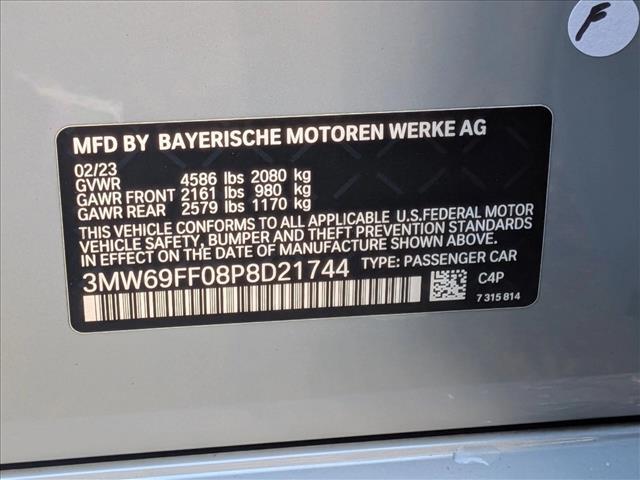 F
MFD BY BAYERISCHE MOTOREN WERKE AG
02/23
GVWR 4586 lbs 2080 kg
GAWR FRONT 2161 lbs 980 kg
GAWR REAR 2579 lbs 1170 kg
THIS VEHICLE CONFORMS TO ALL APPLICABLE U.S.FEDERAL MOTOR
VEHICLE SAFETY, BUMPER AND THEFT PREVENTION STANDARDS
IN EFFECT ON THE DATE OF MANUFACTURE SHOWN ABOVE.
3MW69FF08P8D21744 TYPE: PASSENGER CAR
C4P
7 315 814